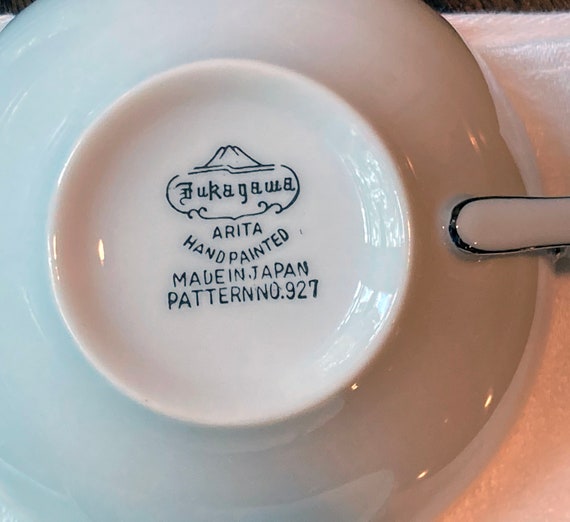 Fukagawa
ARITA
HAND PAINTED
MADE IN JAPAN
PATTERN NO.927